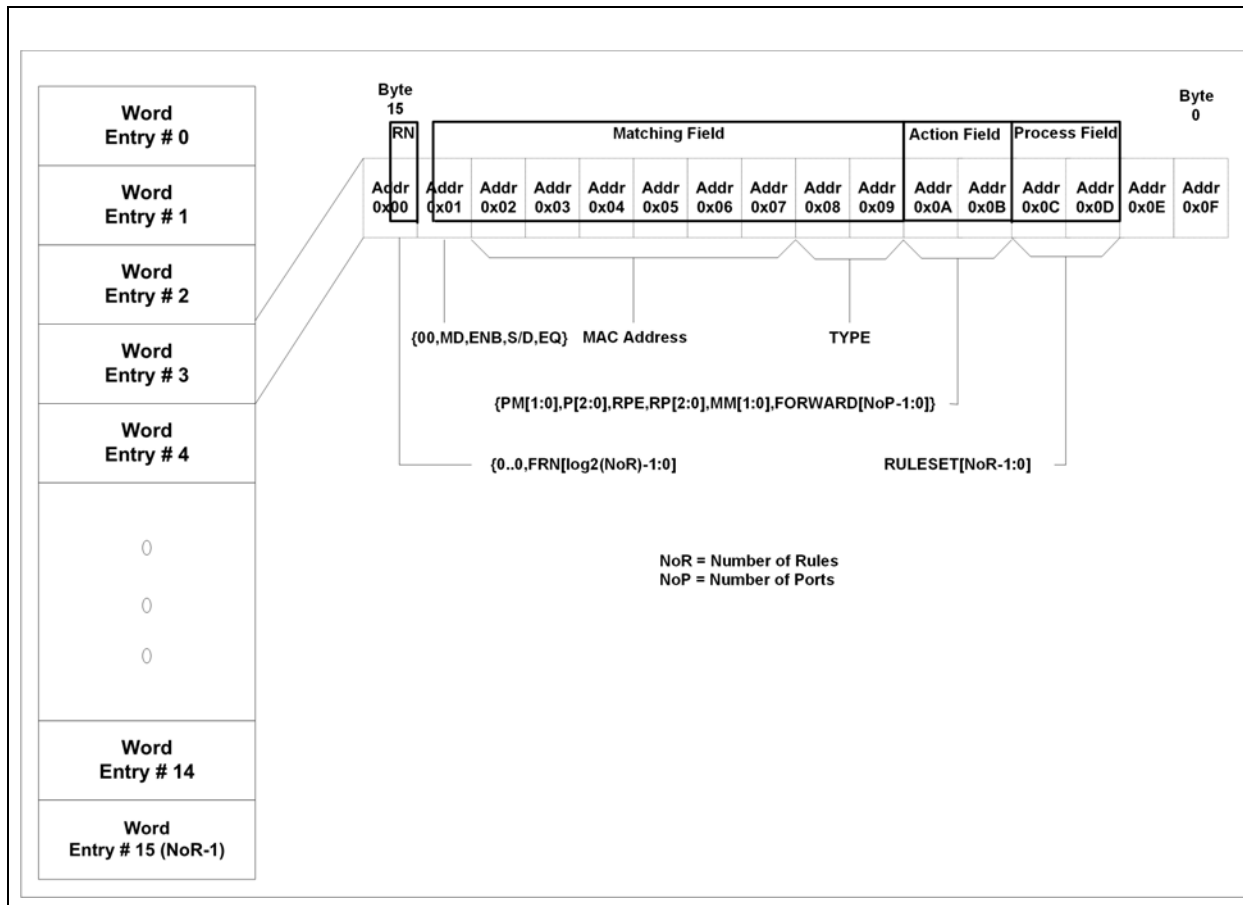 Word
Entry # 0
Word
Entry # 1
Word
Entry # 2
Word
Entry # 3
Word
Entry # 4
0
0
0
Word
Entry # 14
Word
Entry # 15 (NoR-1)
Byte
15
Byte
0
RN
Matching Field
Action Field
Process Field
Addr
0x00
Addr
0x01
Addr
0x02
Addr
0x03
Addr
0x04
Addr
0x05
Addr
0x06
Addr
0x07
Addr
0x08
Addr
0x09
Addr
0x0A
Addr
0x0B
Addr
0x0C
Addr
0x0D
Addr
0x0E
Addr
0x0F
{00,MD,ENB,S/D,EQ}
MAC Address
TYPE
{PM[1:0],P[2:0],RPE,RP[2:0],MM[1:0],FORWARD[NoP-1:0]}
{0..0,FRN[log2(NoR)-1:0]
RULESET[NoR-1:0]
NoR = Number of Rules
NoP = Number of Ports